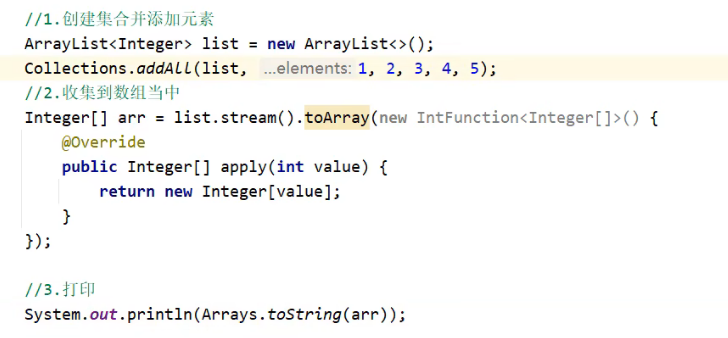 //1.创建集合并添加元素
ArrayList<Integer> list = new ArrayList<>();
Collections.addAll(list, ...elements: 1, 2, 3, 4, 5);
//2.收集到数组当中
Integer[] arr = list.stream().toArray(new IntFunction<Integer[]>() {
@Override
public Integer[] apply(int value) {
return new Integer[value];
}
});
//3.打印
System.out.println(Arrays.toString(arr));